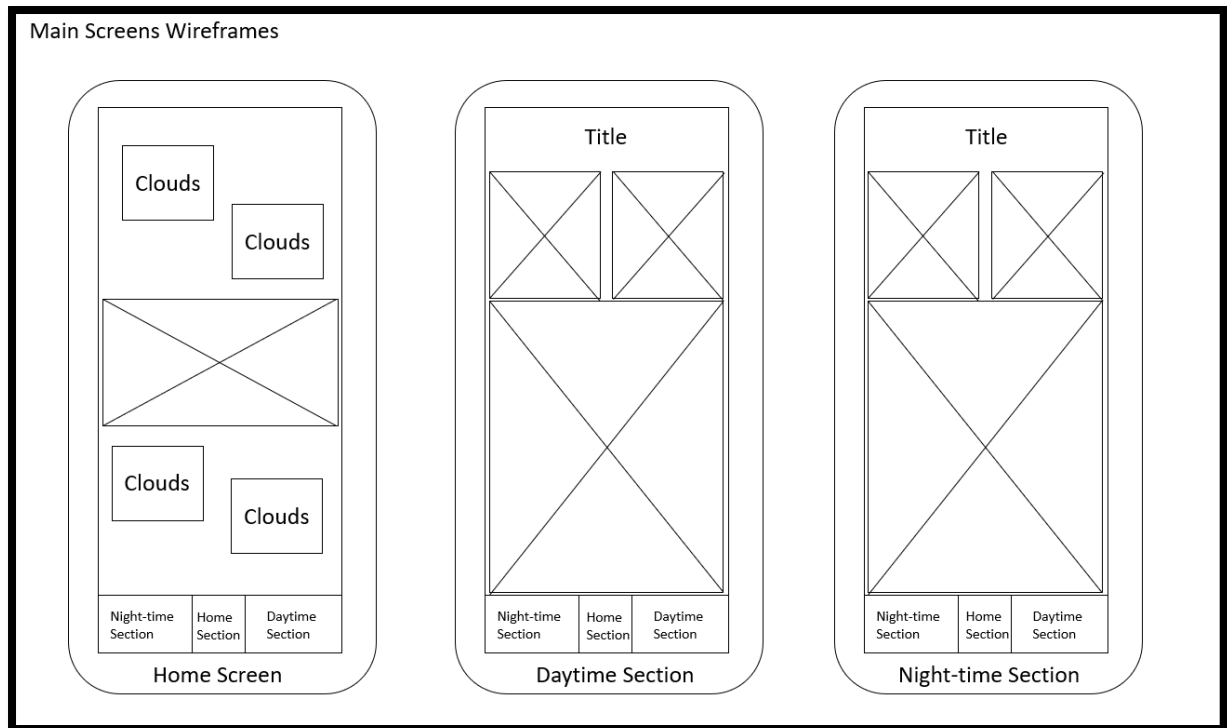 Main Screens Wireframes
Clouds
Clouds
Clouds
Clouds
Night-time
Section
Home
Section
Daytime
Section
Home Screen
Title
Night-time
Section
Home
Section
Daytime
Section
Daytime Section
Title
Night-time
Section
Home
Section
Daytime
Section
Night-time Section